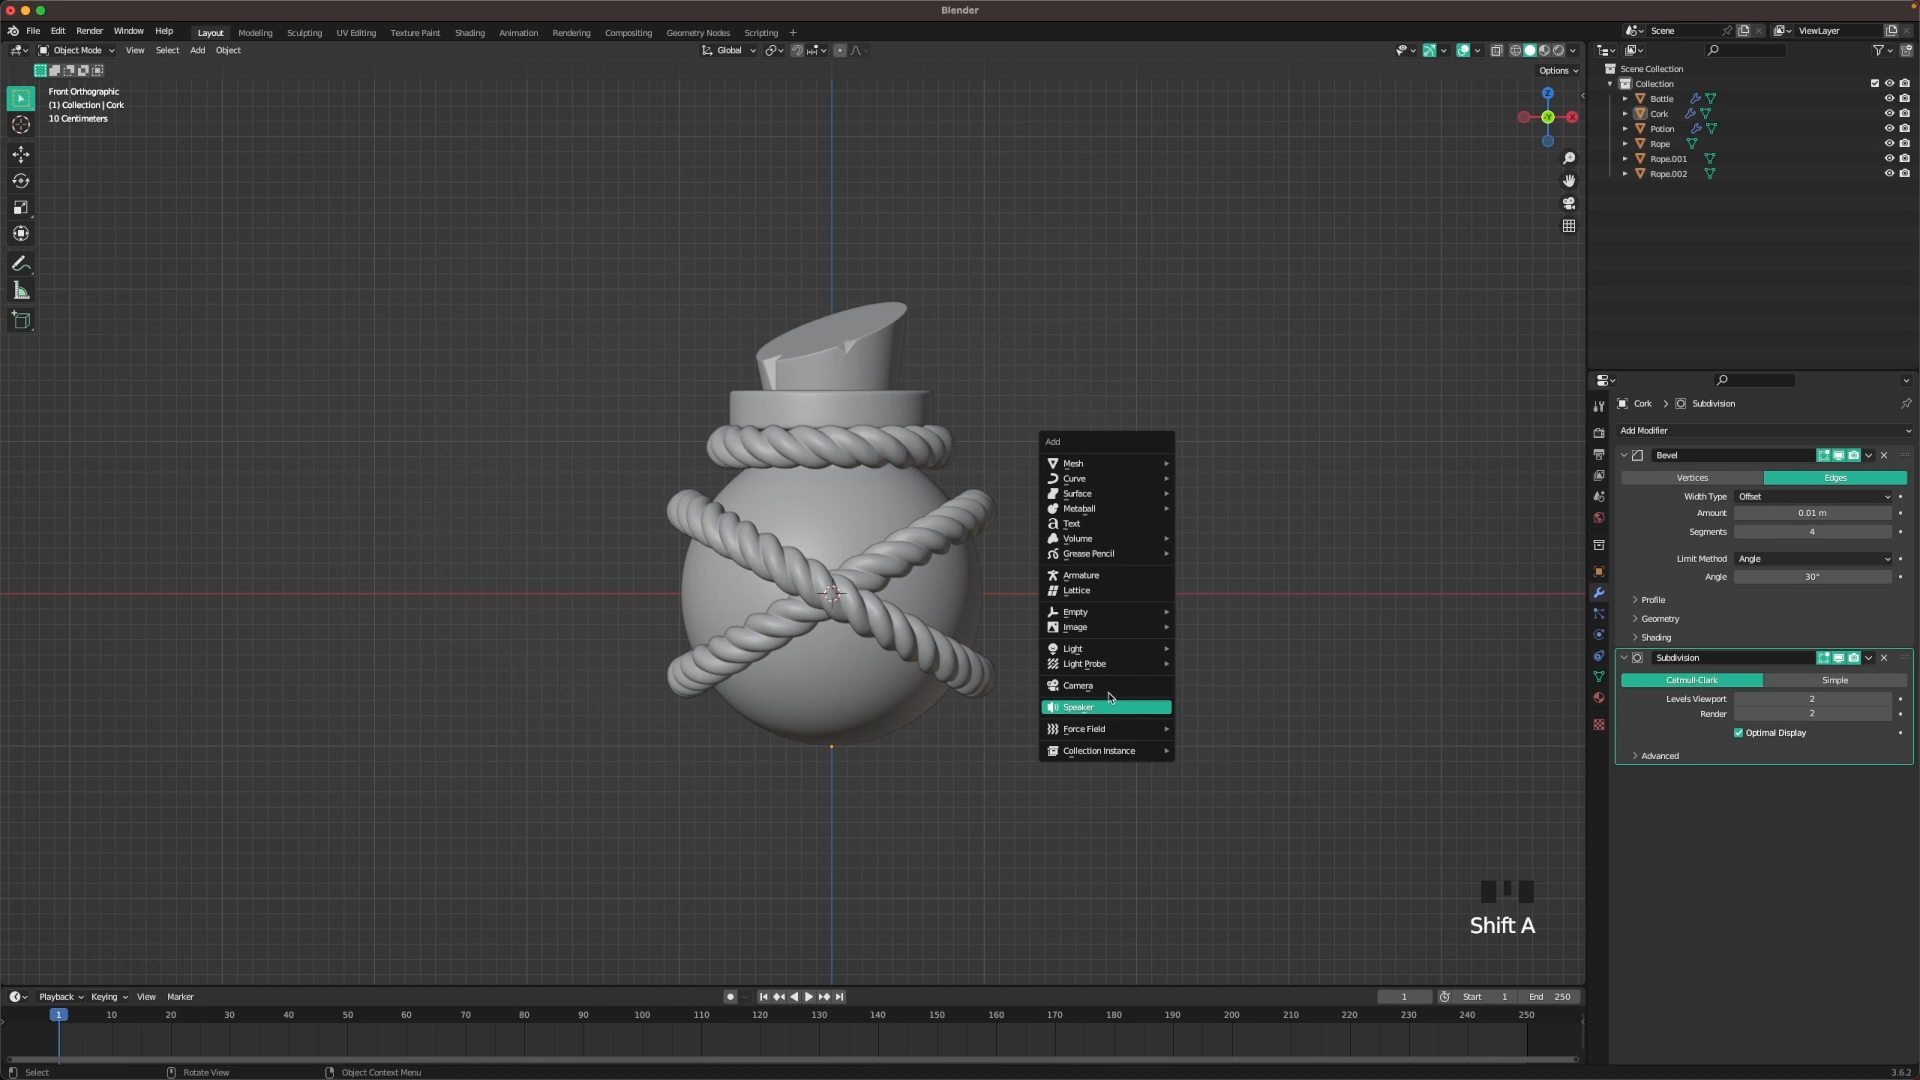 Blender
File Edit Render Window Help
Layout Modeling Sculpting UV Editing Texture Paint Shading Animation Rendering Compositing Geometry Nodes Scripting +
Scene
ViewLayer
Object Mode View Select Add Object
Global
Options
Front Orthographic
(1) Collection | Cork
10 Centimeters
Z
-Y
X
Scene Collection
Collection
Bottle
Cork
Potion
Rope
Rope.001
Rope.002
Add
Mesh
Curve
Surface
Metaball
Text
Volume
Grease Pencil
Armature
Lattice
Empty
Image
Light
Light Probe
Camera
Speaker
Force Field
Collection Instance
Cork > Subdivision
Add Modifier
Bevel
Vertices Edges
Width Type Offset
Amount 0.01 m
Segments 4
Limit Method Angle
Angle 30°
Profile
Geometry
Shading
Subdivision
Catmull-Clark Simple
Levels Viewport 2
Render 2
Optimal Display
Advanced
Shift A
Playback Keying View Marker
1 Start 1 End 250
1 10 20 30 40 50 60 70 80 90 100 110 120 130 140 150 160 170 180 190 200 210 220 230 240 250
Select Rotate View Object Context Menu
3.6.2